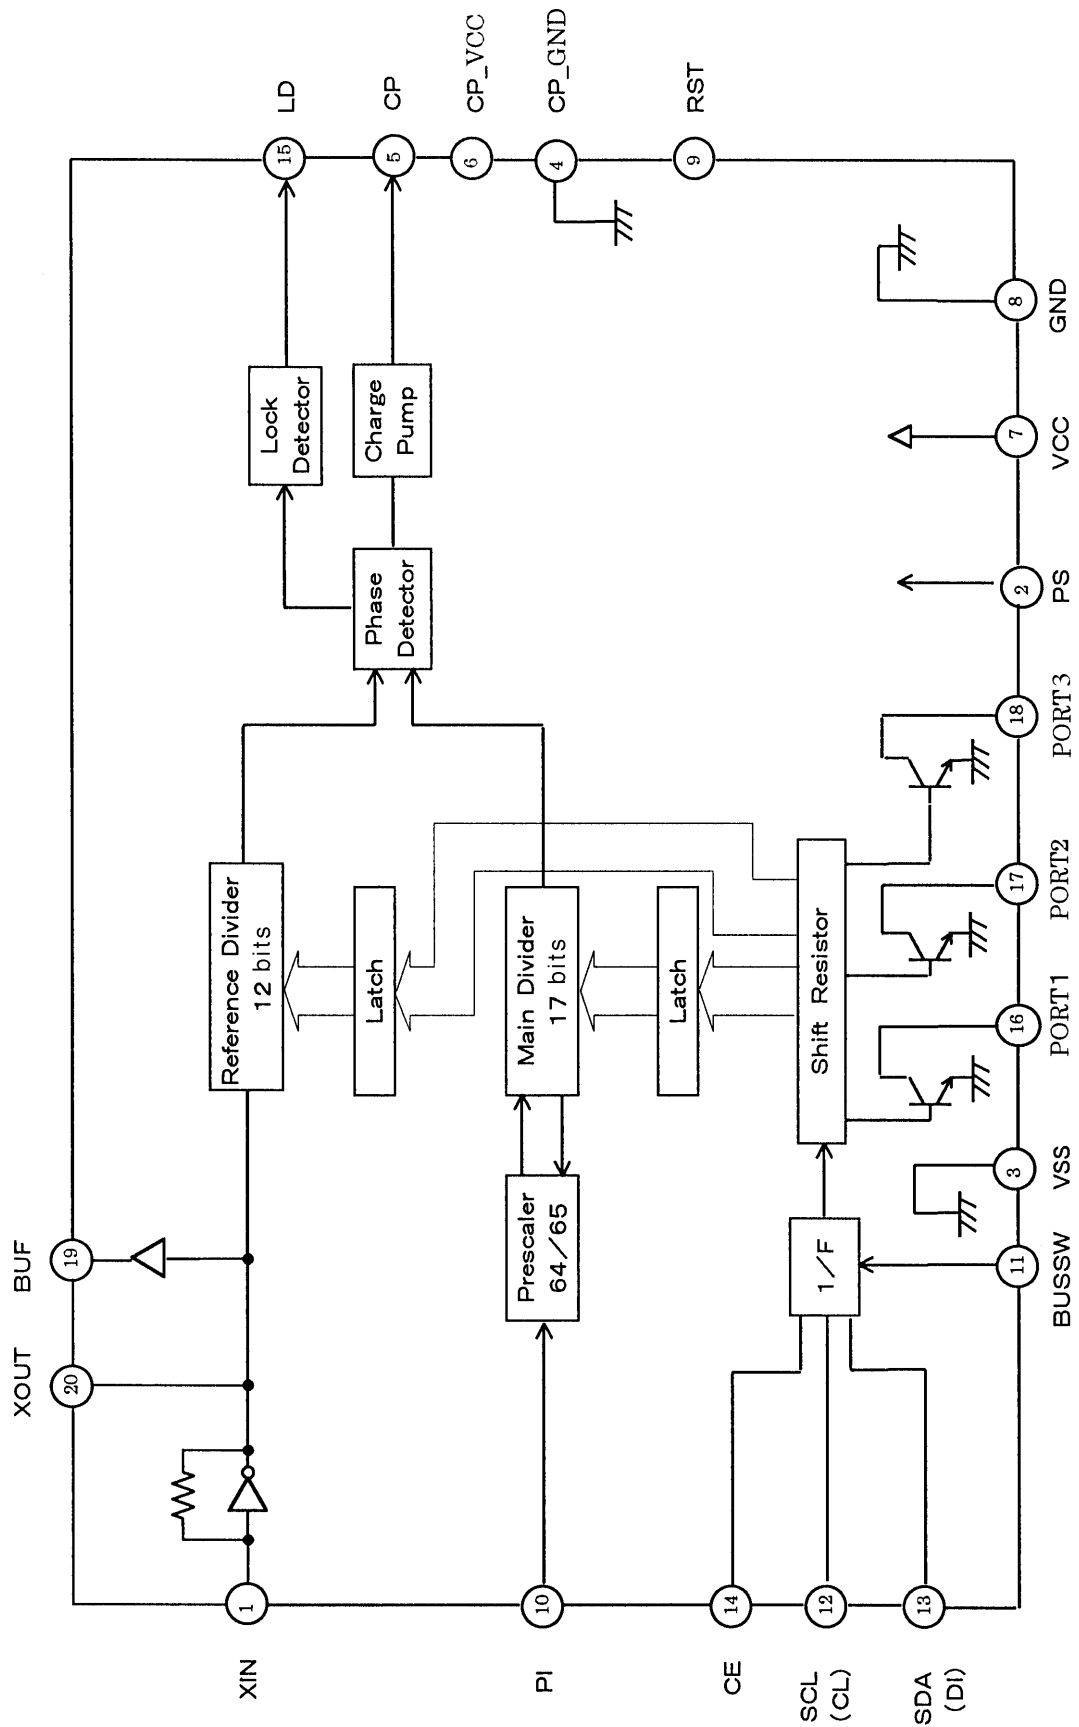 XOUT
BUF
20
19
XIN
1
Reference Divider
12 bits
Lock
Detector
15
LD
Latch
Phase
Detector
Charge
Pump
5
CP
6
CP_VCC
PI
10
Prescaler
64/65
Main Divider
17 bits
4
CP_GND
Latch
9
RST
CE
14
SCL
(CL)
12
1/F
Shift Resistor
SDA
(DI)
13
11
3
16
17
18
2
7
8
BUSSW
VSS
PORT1
PORT2
PORT3
PS
VCC
GND